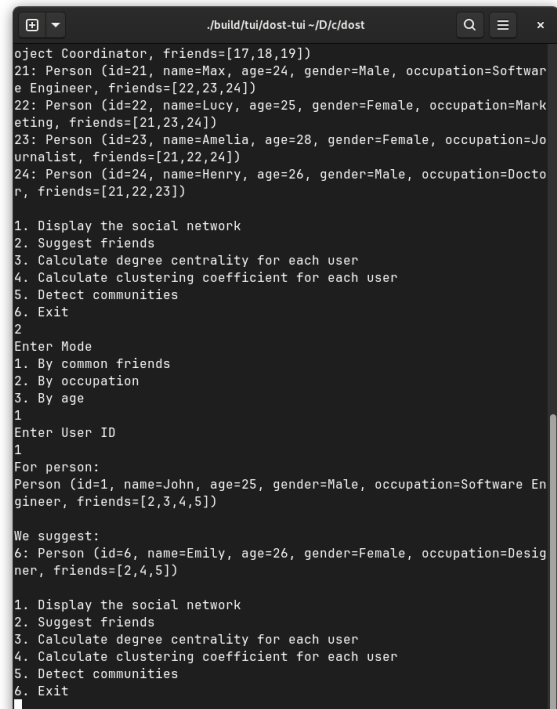 ./build/tui/dost-tui ~/D/c/dost
oject Coordinator, friends=[17,18,19])
21: Person (id=21, name=Max, age=24, gender=Male, occupation=Softwar
e Engineer, friends=[22,23,24])
22: Person (id=22, name=Lucy, age=25, gender=Female, occupation=Mark
eting, friends=[21,23,24])
23: Person (id=23, name=Amelia, age=28, gender=Female, occupation=Jo
urnalist, friends=[21,22,24])
24: Person (id=24, name=Henry, age=26, gender=Male, occupation=Docto
r, friends=[21,22,23])
1. Display the social network
2. Suggest friends
3. Calculate degree centrality for each user
4. Calculate clustering coefficient for each user
5. Detect communities
6. Exit
2
Enter Mode
1. By common friends
2. By occupation
3. By age
1
Enter User ID
1
For person:
Person (id=1, name=John, age=25, gender=Male, occupation=Software En
gineer, friends=[2,3,4,5])
We suggest:
6: Person (id=6, name=Emily, age=26, gender=Female, occupation=Desig
ner, friends=[2,4,5])
1. Display the social network
2. Suggest friends
3. Calculate degree centrality for each user
4. Calculate clustering coefficient for each user
5. Detect communities
6. Exit